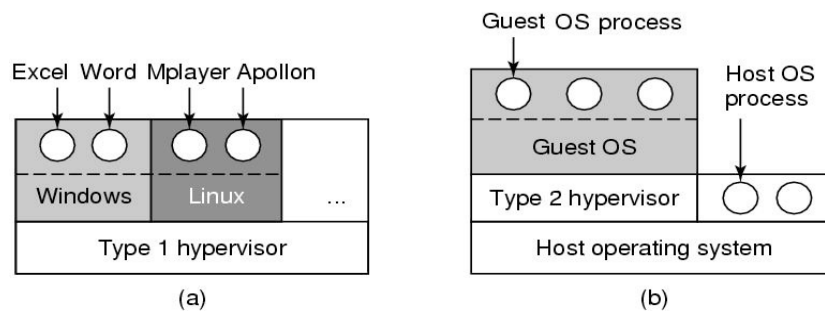 Excel Word Mplayer Apollon
Windows Linux ...
Type 1 hypervisor
(a)
Guest OS process
Host OS
process
Guest OS
Type 2 hypervisor
Host operating system
(b)